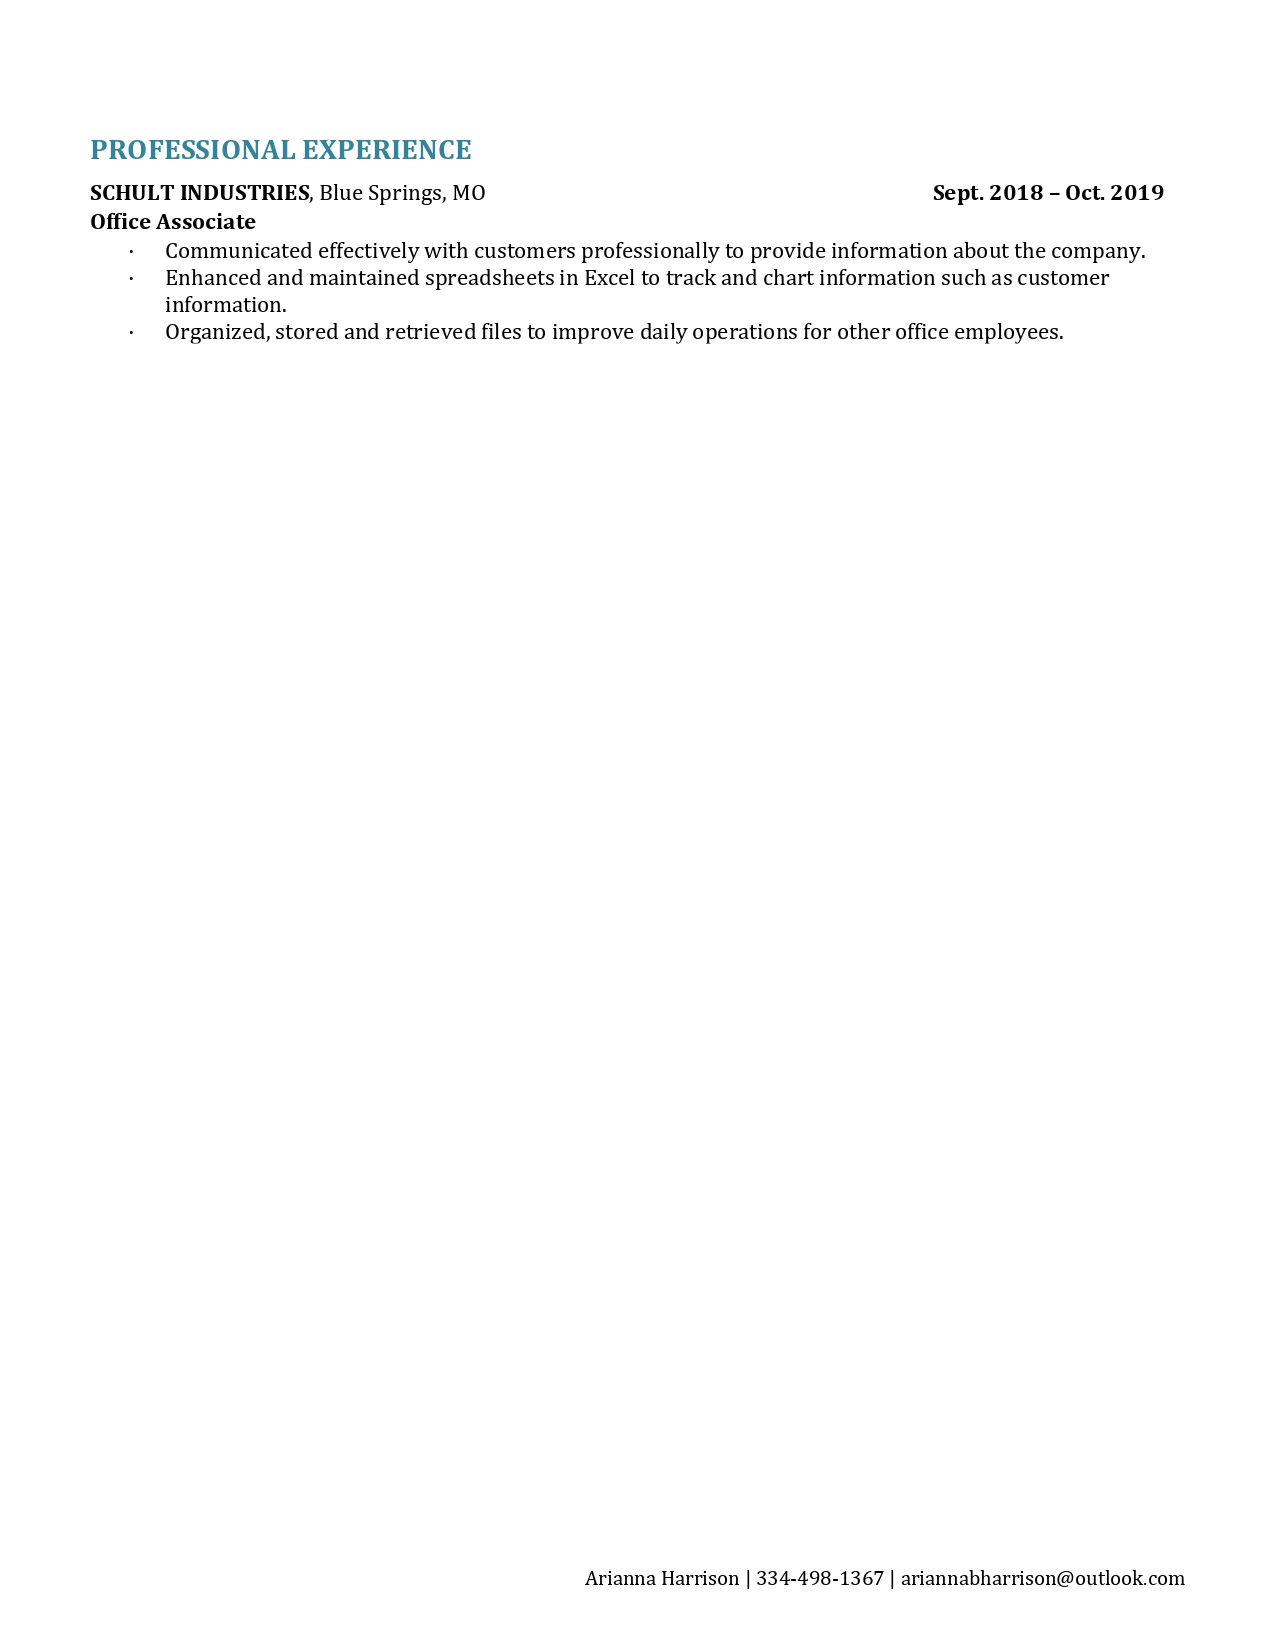 PROFESSIONAL EXPERIENCE
SCHULT INDUSTRIES, Blue Springs, MO Sept. 2018 – Oct. 2019
Office Associate
· Communicated effectively with customers professionally to provide information about the company.
· Enhanced and maintained spreadsheets in Excel to track and chart information such as customer
information.
· Organized, stored and retrieved files to improve daily operations for other office employees.
Arianna Harrison | 334-498-1367 | ariannabharrison@outlook.com